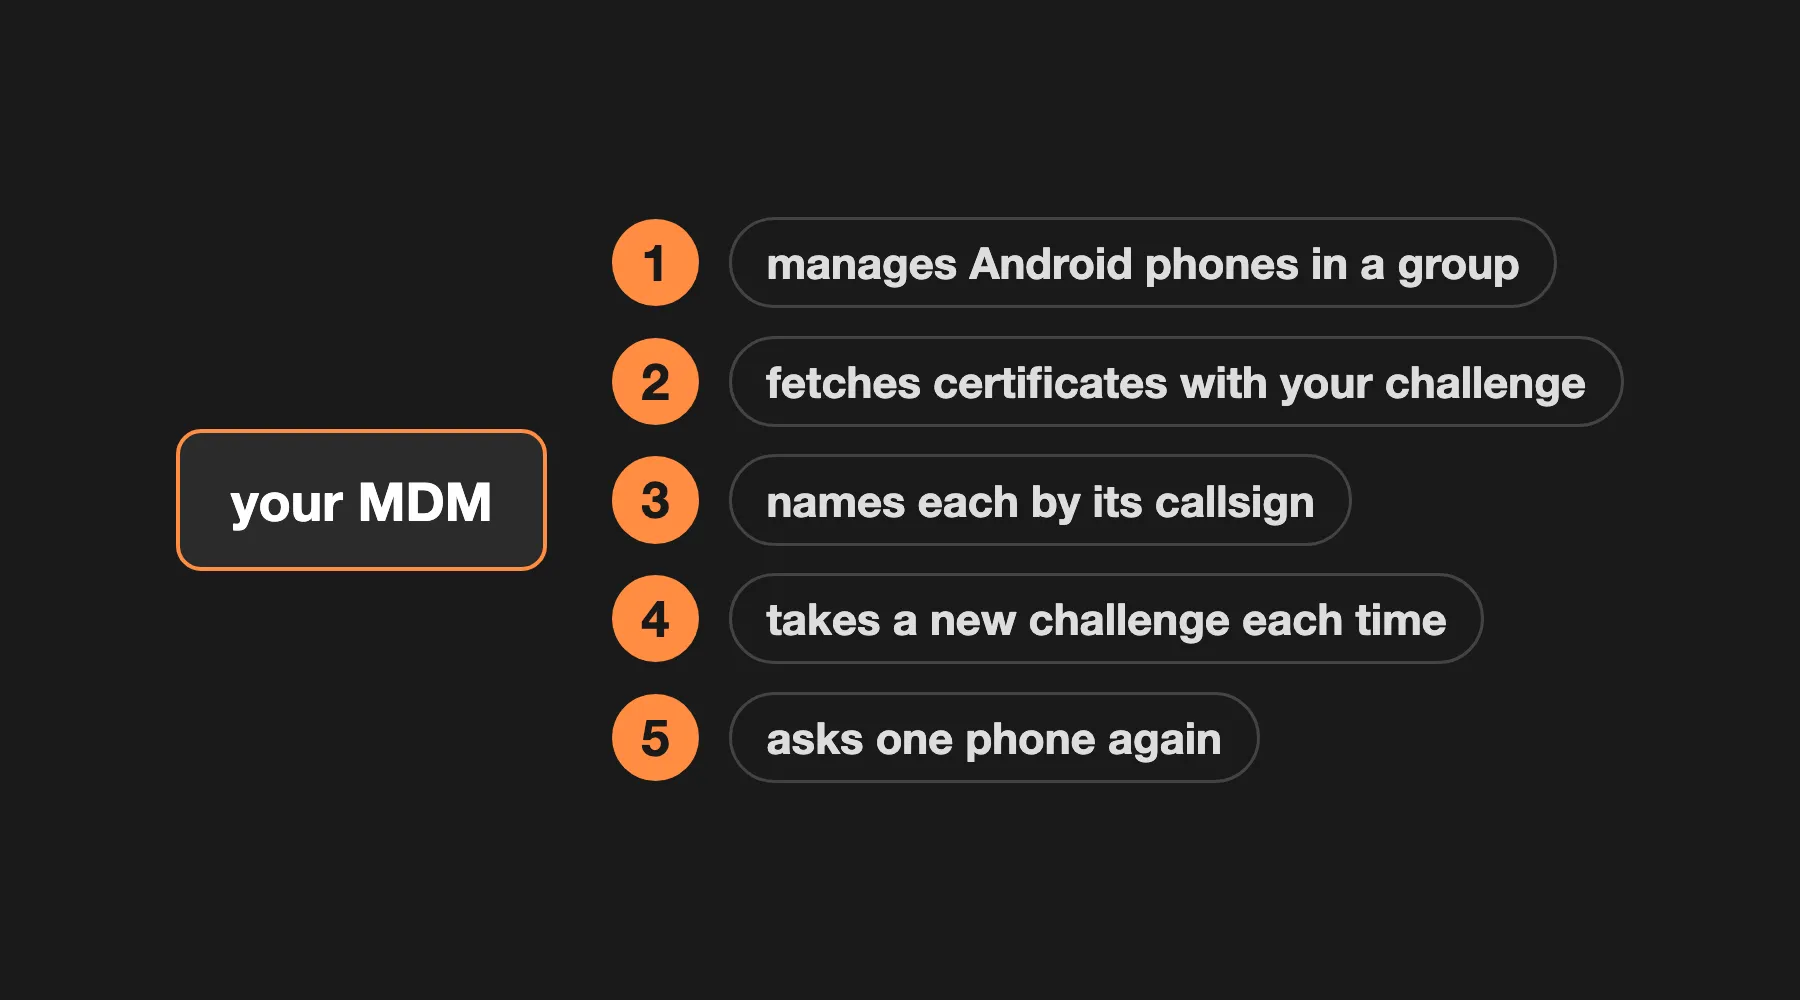 your MDM
1 manages Android phones in a group
2 fetches certificates with your challenge
3 names each by its callsign
4 takes a new challenge each time
5 asks one phone again